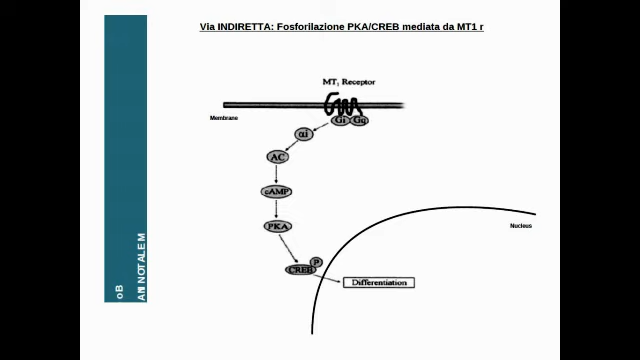 Via INDIRETTA: Fosforilazione PKA/CREB mediata da MT1 r
MT1 Receptor
Membrane
Gi Gq
αi
AC
cAMP
PKA
Nucleus
P
CREB
Differentiation
oB
ANINOTALEM